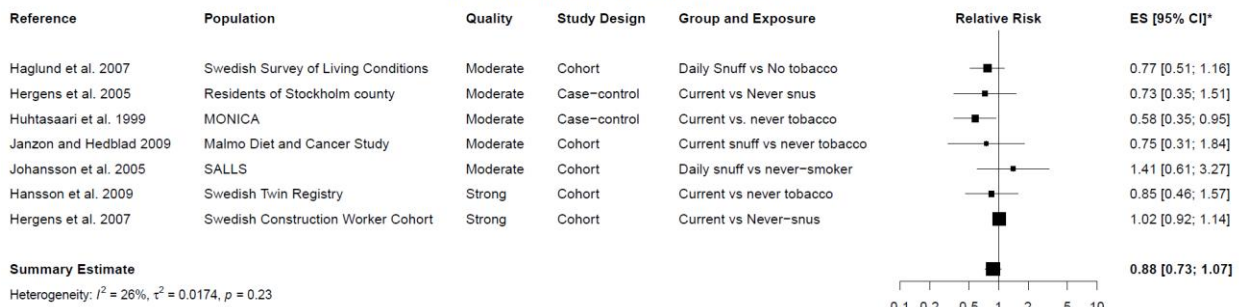 Reference Population Quality Study Design Group and Exposure Relative Risk ES [95% CI]*
Haglund et al. 2007 Swedish Survey of Living Conditions Moderate Cohort Daily Snuff vs No tobacco 0.77 [0.51; 1.16]
Hergens et al. 2005 Residents of Stockholm county Moderate Case−control Current vs Never snus 0.73 [0.35; 1.51]
Huhtasaari et al. 1999 MONICA Moderate Case−control Current vs. never tobacco 0.58 [0.35; 0.95]
Janzon and Hedblad 2009 Malmo Diet and Cancer Study Moderate Cohort Current snuff vs never tobacco 0.75 [0.31; 1.84]
Johansson et al. 2005 SALLS Moderate Cohort Daily snuff vs never−smoker 1.41 [0.61; 3.27]
Hansson et al. 2009 Swedish Twin Registry Strong Cohort Current vs never tobacco 0.85 [0.46; 1.57]
Hergens et al. 2007 Swedish Construction Worker Cohort Strong Cohort Current vs Never−snus 1.02 [0.92; 1.14]
Summary Estimate 0.88 [0.73; 1.07]
Heterogeneity: I² = 26%, τ² = 0.0174, p = 0.23
0.1 0.2 0.5 1 2 5 10